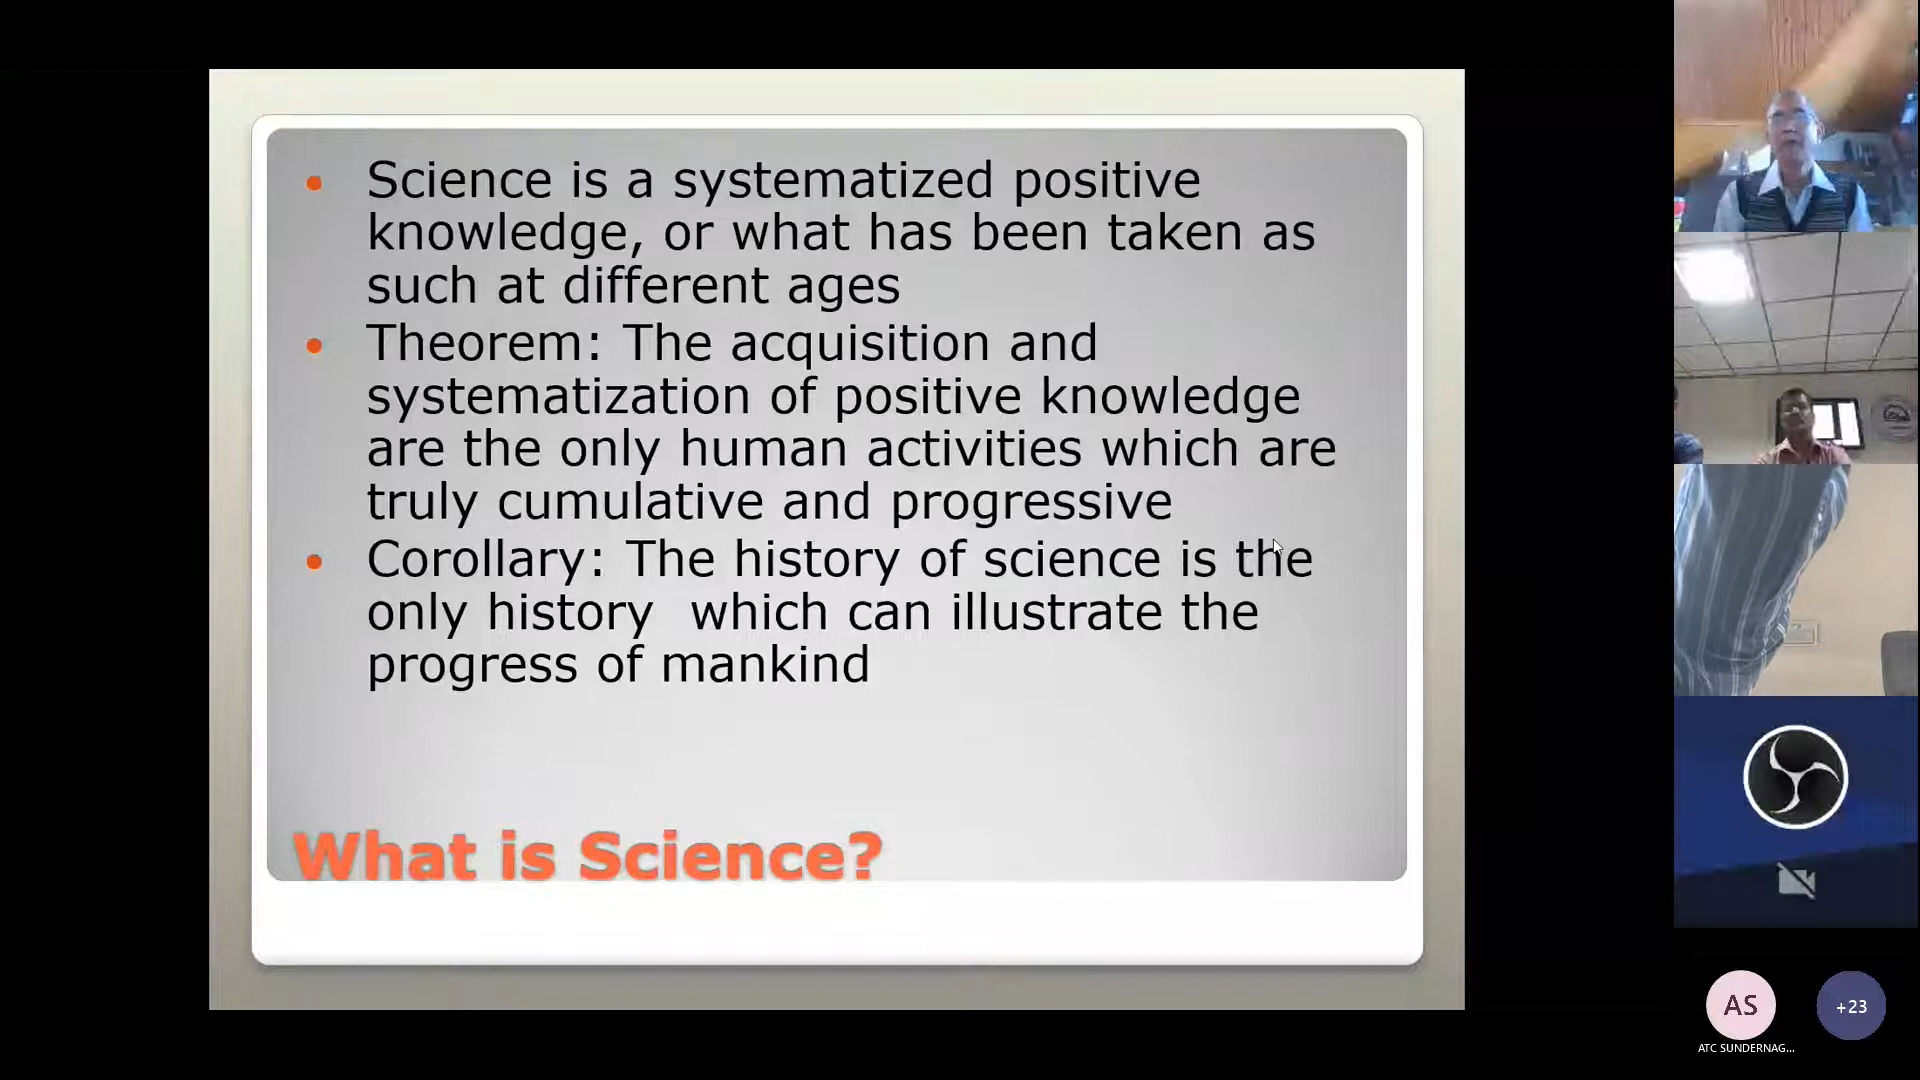 Science is a systematized positive
knowledge, or what has been taken as
such at different ages
Theorem: The acquisition and
systematization of positive knowledge
are the only human activities which are
truly cumulative and progressive
Corollary: The history of science is the
only history  which can illustrate the
progress of mankind
What is Science?
AS
+23
ATC SUNDERNAG...